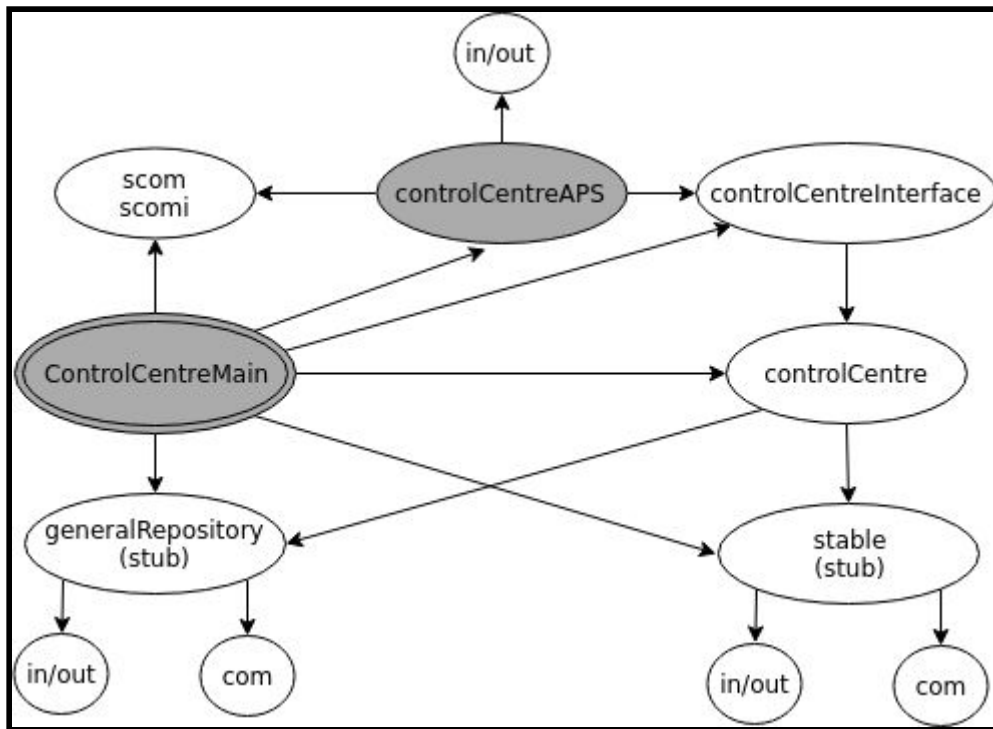 in/out
scom
scomi
controlCentreAPS
controlCentreInterface
ControlCentreMain
controlCentre
generalRepository
(stub)
stable
(stub)
in/out
com
in/out
com